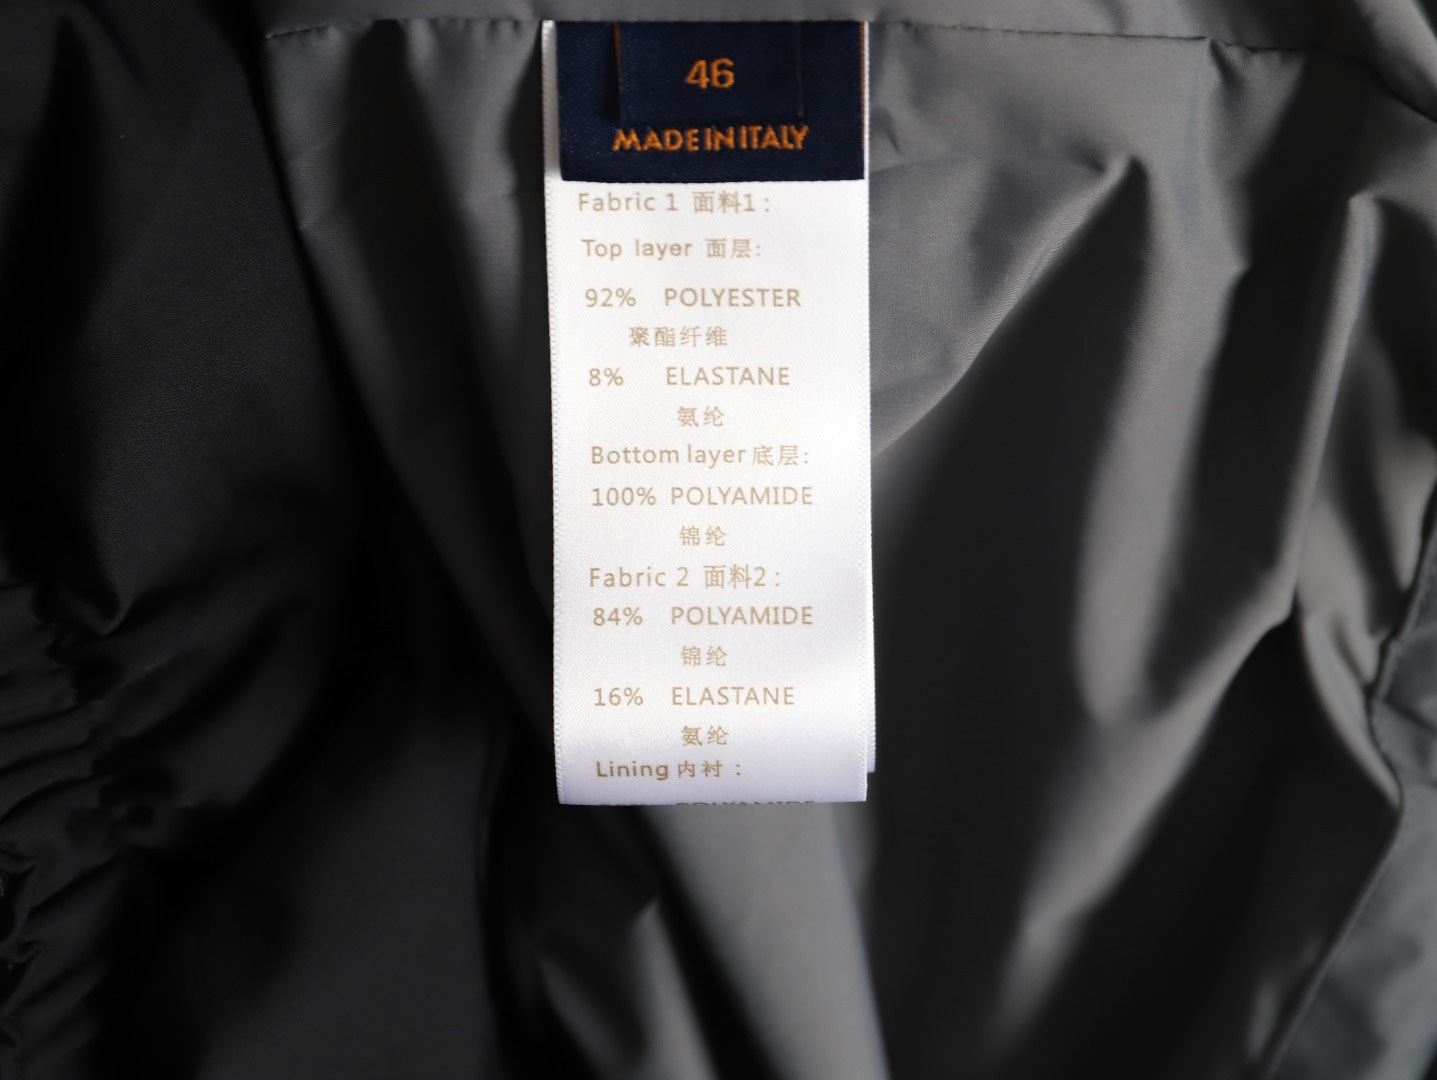 46
MADE IN ITALY
Fabric 1 面料1:
Top layer 面层:
92% POLYESTER
聚酯纤维
8% ELASTANE
氨纶
Bottom layer 底层:
100% POLYAMIDE
锦纶
Fabric 2 面料2:
84% POLYAMIDE
锦纶
16% ELASTANE
氨纶
Lining 内衬 :